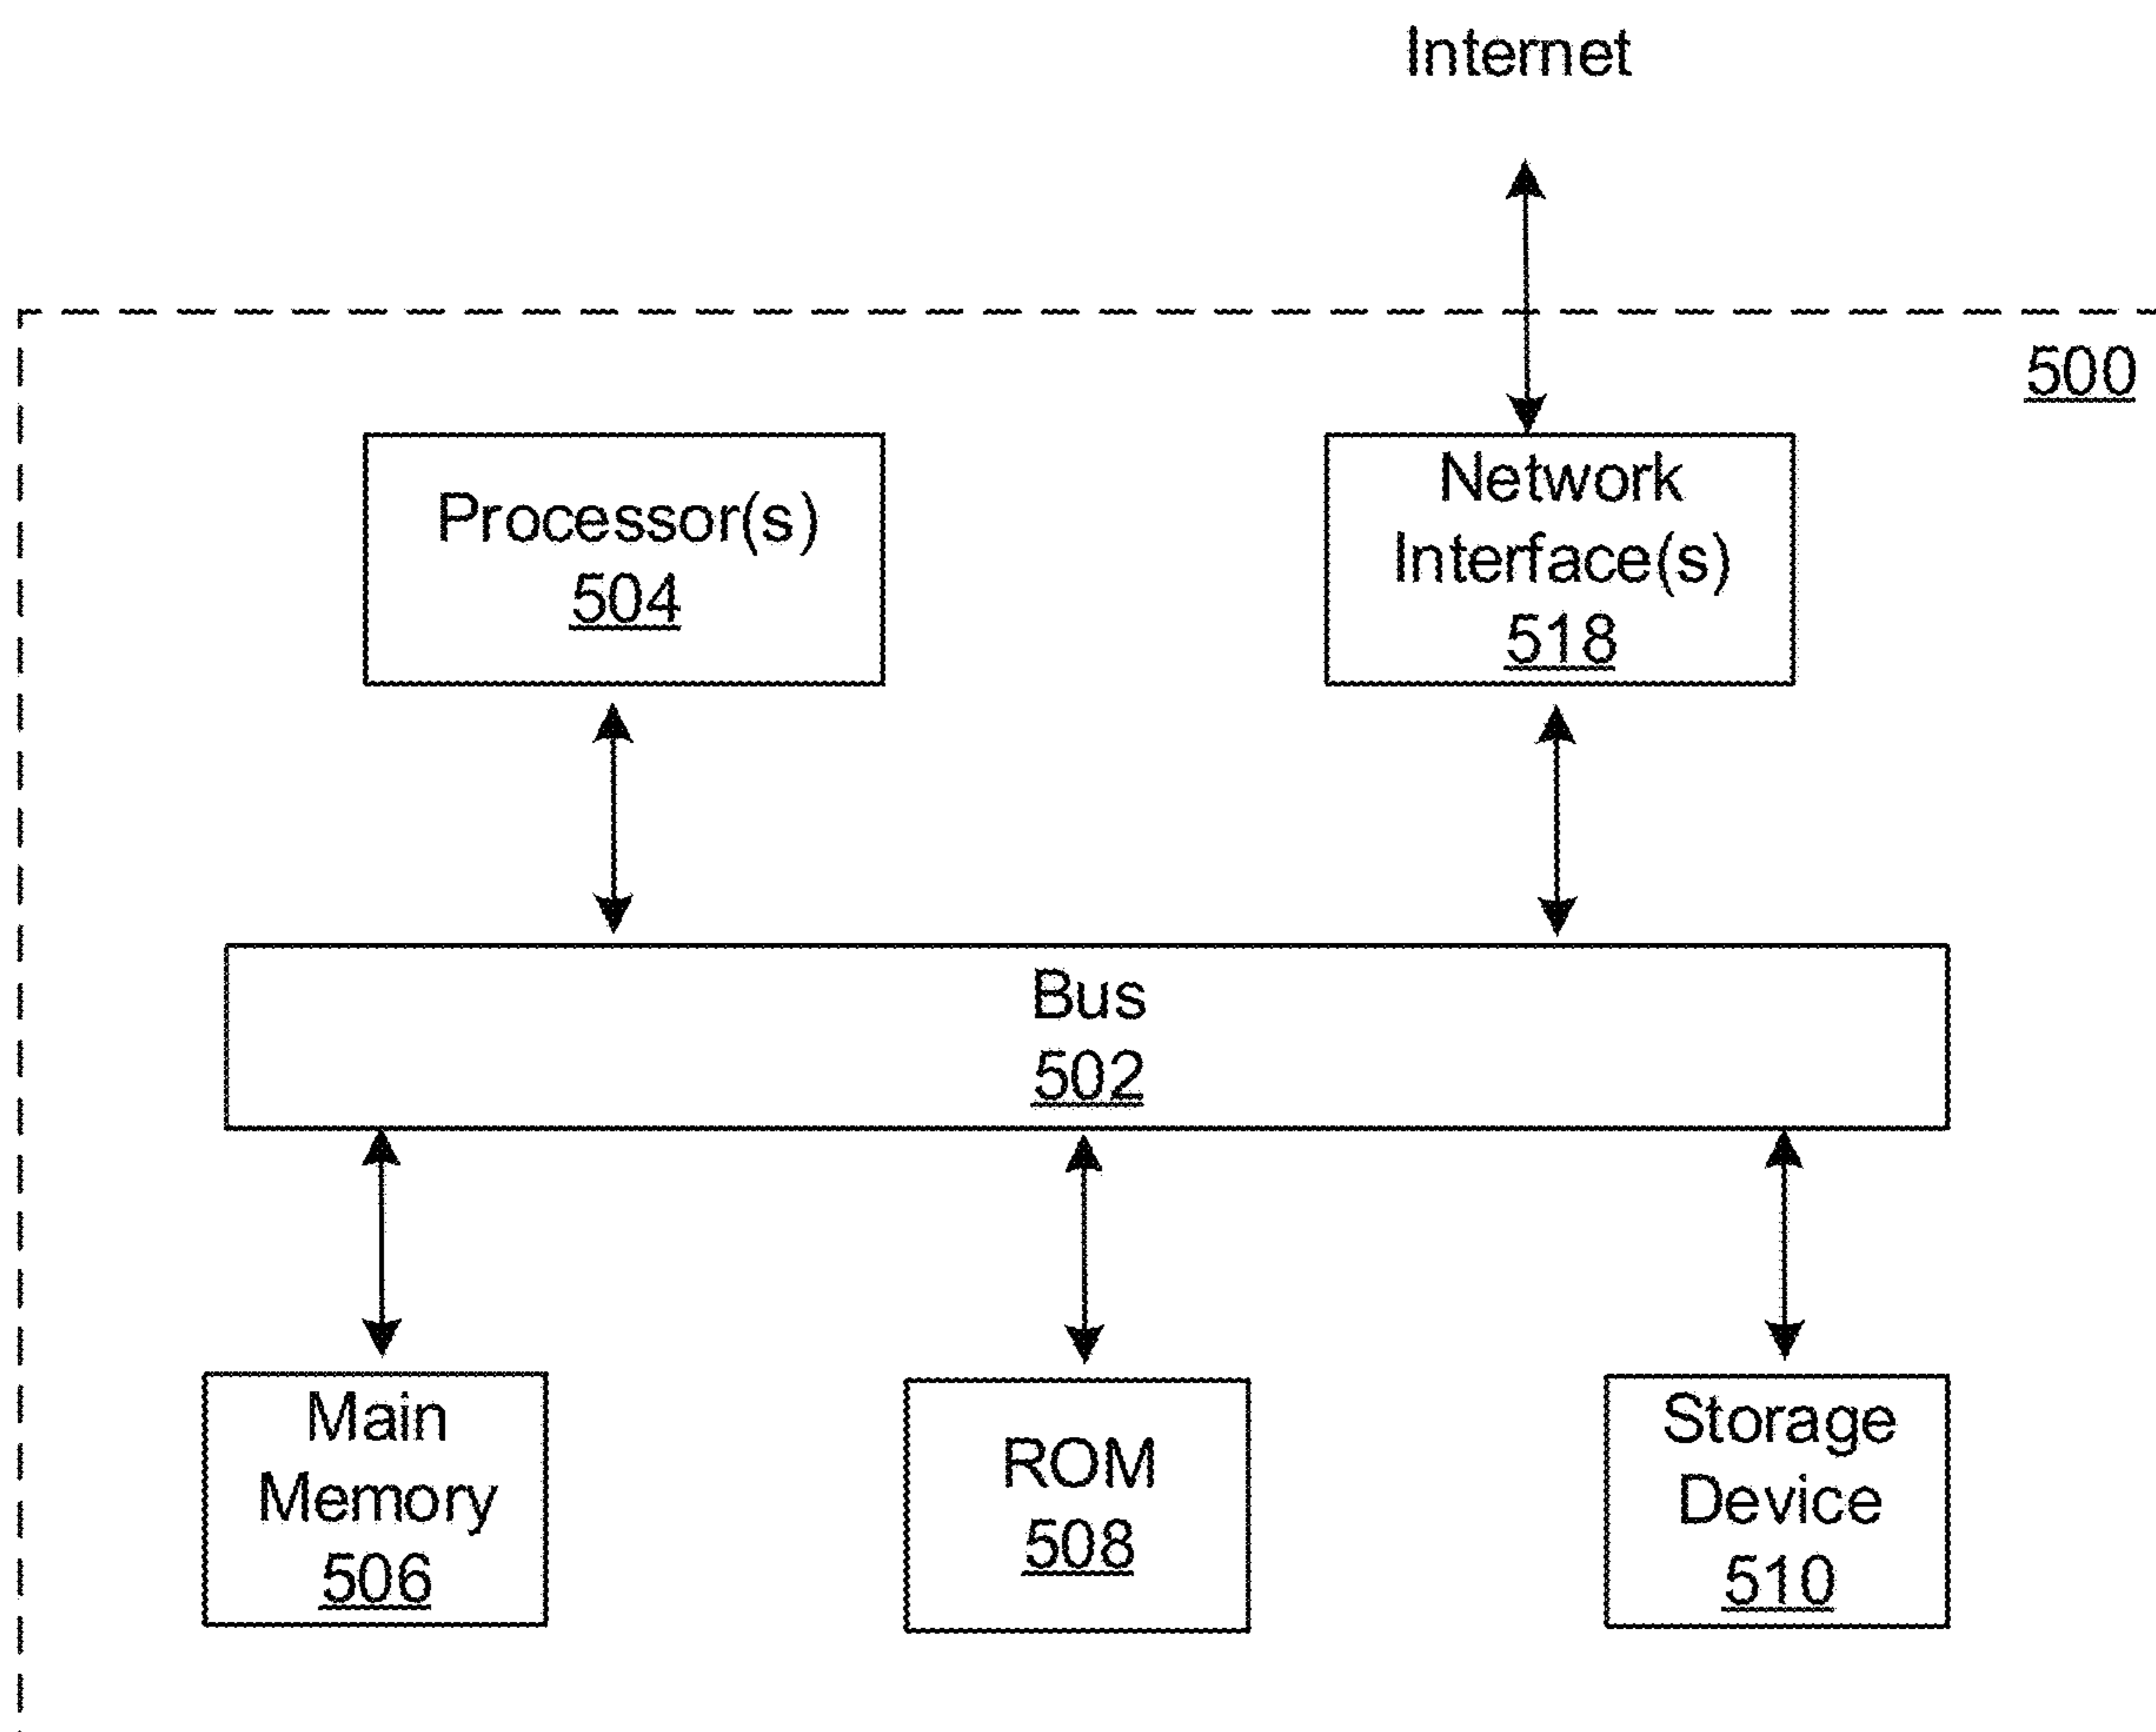 Internet
500
Processor(s)
504
Network
Interface(s)
518
Bus
502
Main
Memory
506
ROM
508
Storage
Device
510